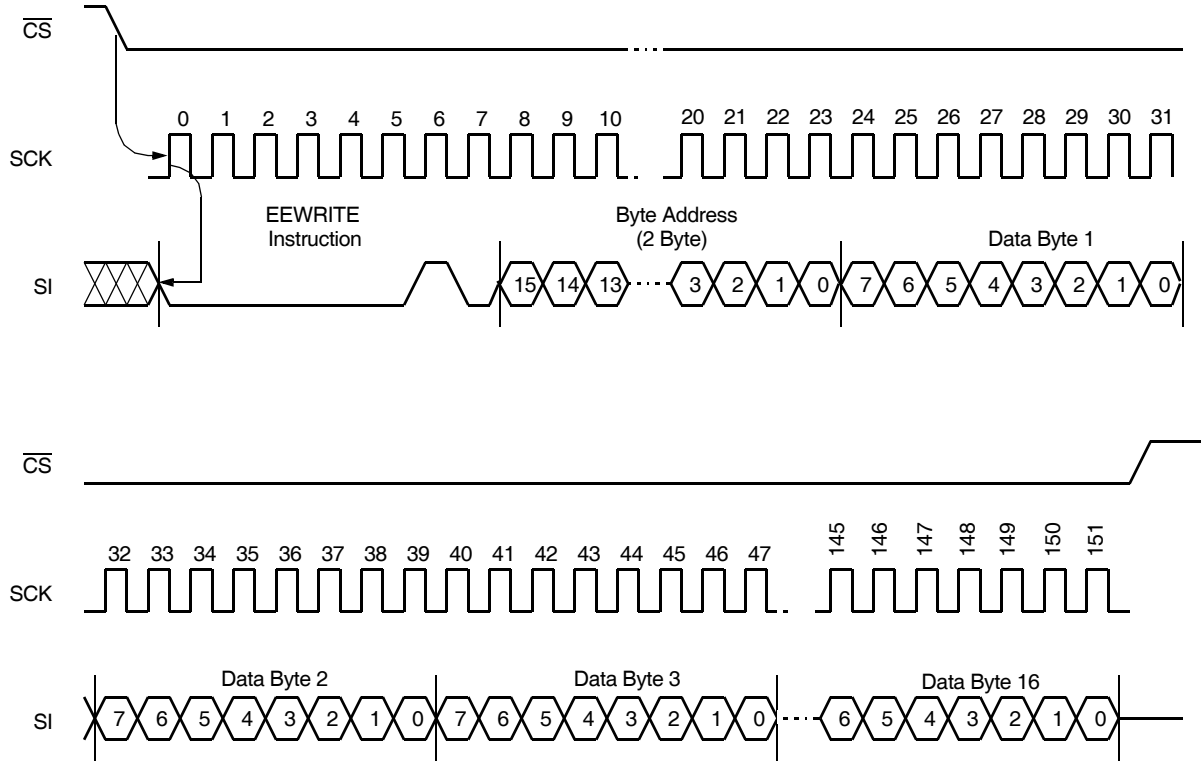 CS
0 1 2 3 4 5 6 7 8 9 10 20 21 22 23 24 25 26 27 28 29 30 31
SCK
EEWRITE
Instruction
Byte Address
(2 Byte)
Data Byte 1
SI
15 14 13 3 2 1 0 7 6 5 4 3 2 1 0
CS
32 33 34 35 36 37 38 39 40 41 42 43 44 45 46 47 145 146 147 148 149 150 151
SCK
Data Byte 2 Data Byte 3 Data Byte 16
SI
7 6 5 4 3 2 1 0 7 6 5 4 3 2 1 0 6 5 4 3 2 1 0